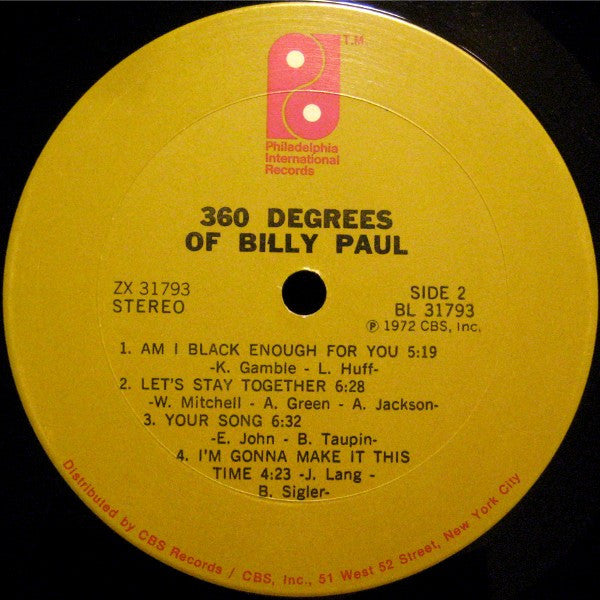 T.M.
Philadelphia
International
Records
360 DEGREES
OF BILLY PAUL
ZX 31793
STEREO
SIDE 2
BL 31793
Ⓟ 1972 CBS, Inc.
1. AM I BLACK ENOUGH FOR YOU 5:19
-K. Gamble - L. Huff-
2. LET'S STAY TOGETHER 6:28
-W. Mitchell - A. Green - A. Jackson-
3. YOUR SONG 6:32
-E. John - B. Taupin-
4. I'M GONNA MAKE IT THIS
TIME 4:23 -J. Lang -
B. Sigler-
Distributed by CBS Records / CBS, Inc., 51 West 52 Street, New York City